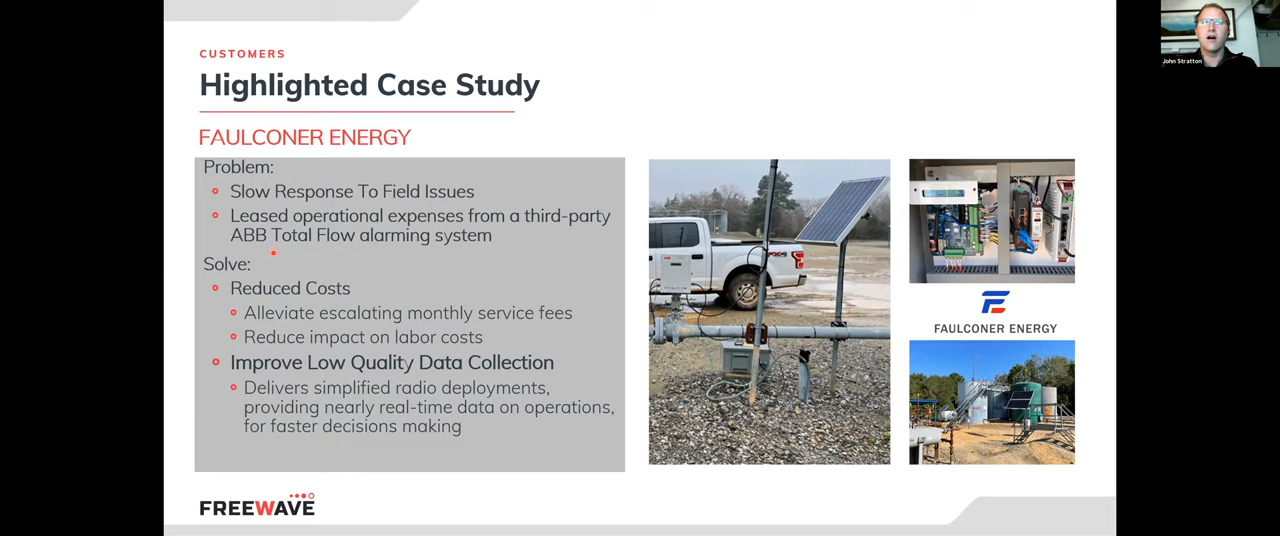 CUSTOMERS
Highlighted Case Study
FAULCONER ENERGY
Problem:
Slow Response To Field Issues
Leased operational expenses from a third-party
ABB Total Flow alarming system
Solve:
Reduced Costs
Alleviate escalating monthly service fees
Reduce impact on labor costs
Improve Low Quality Data Collection
Delivers simplified radio deployments,
providing nearly real-time data on operations,
for faster decisions making
FAULCONER ENERGY
FREEWAVE
John Stratton